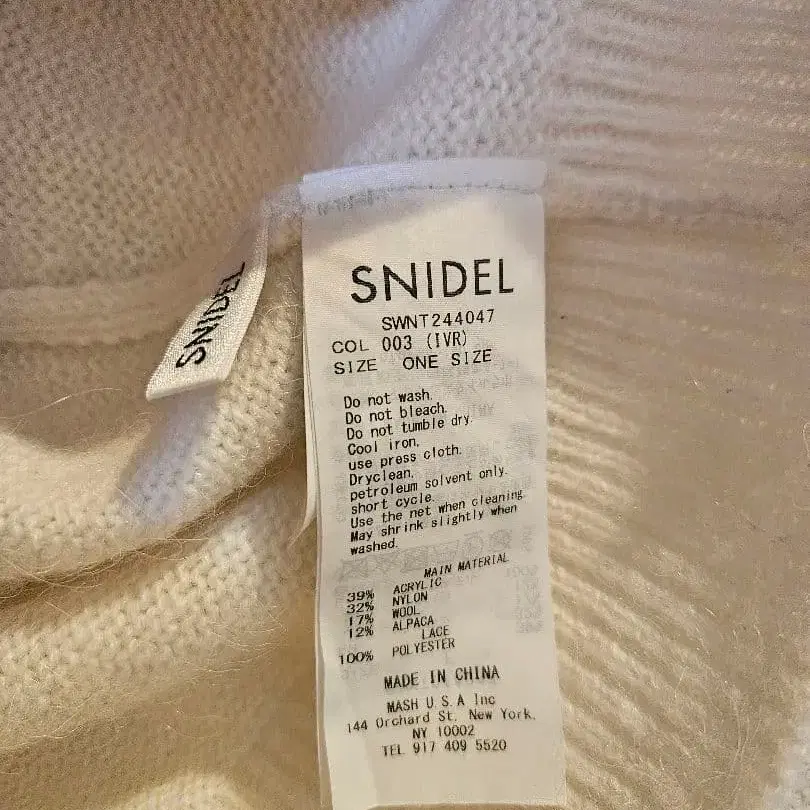 SNIDEL
SNIDEL
SWNT244047
COL 003 (IVR)
SIZE ONE SIZE
Do not wash.
Do not bleach.
Do not tumble dry.
Cool iron.
use press cloth.
Dryclean.
petroleum solvent only.
short cycle.
Use the net when cleaning.
May shrink slightly when
washed.
MAIN MATERIAL
39% ACRYLIC
32% NYLON
17% WOOL
12% ALPACA
LACE
100% POLYESTER
MADE IN CHINA
MASH U.S.A Inc
144 Orchard St. New York.
NY 10002
TEL 917 409 5520